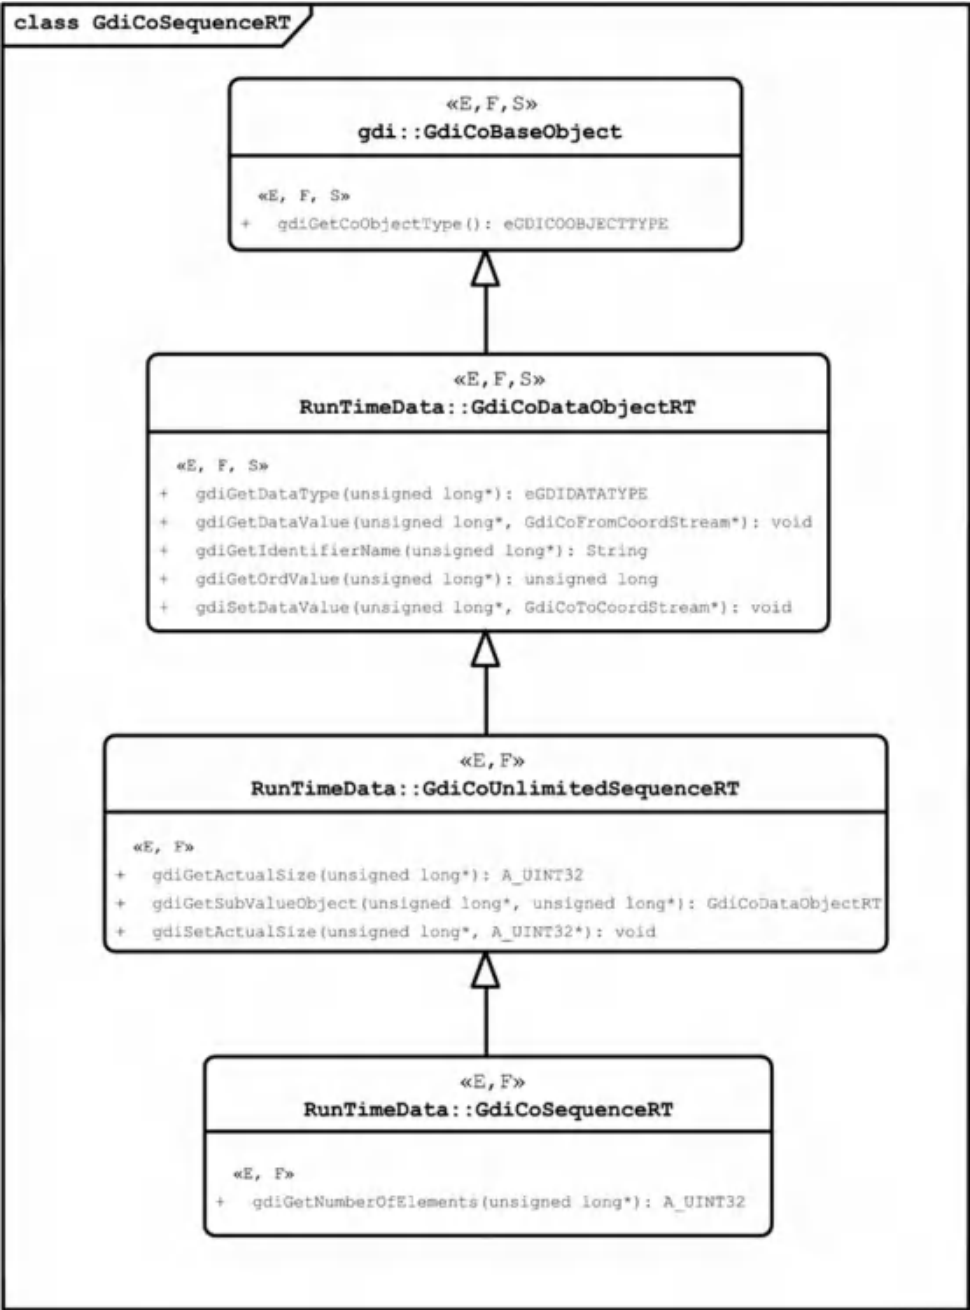 class GdiCoSequenceRT
«E,F,S»
gdi::GdiCoBaseObject
«E, F, S»
+ gdiGetCoObjectType(): eGDICOOBJECTTYPE
«E,F,S»
RunTimeData::GdiCoDataObjectRT
«E, F, S»
+ gdiGetDataType(unsigned long*): eGDIDATATYPE
+ gdiGetDataValue(unsigned long*, GdiCoFromCoordStream*): void
+ gdiGetIdentifierName(unsigned long*): String
+ gdiGetOrdValue(unsigned long*): unsigned long
+ gdiSetDataValue(unsigned long*, GdiCoToCoordStream*): void
«E,F»
RunTimeData::GdiCoUnlimitedSequenceRT
«E, F»
+ gdiGetActualSize(unsigned long*): A_UINT32
+ gdiGetSubValueObject(unsigned long*, unsigned long*): GdiCoDataObjectRT
+ gdiSetActualSize(unsigned long*, A_UINT32*): void
«E,F»
RunTimeData::GdiCoSequenceRT
«E, F»
+ gdiGetNumberOfElements(unsigned long*): A_UINT32